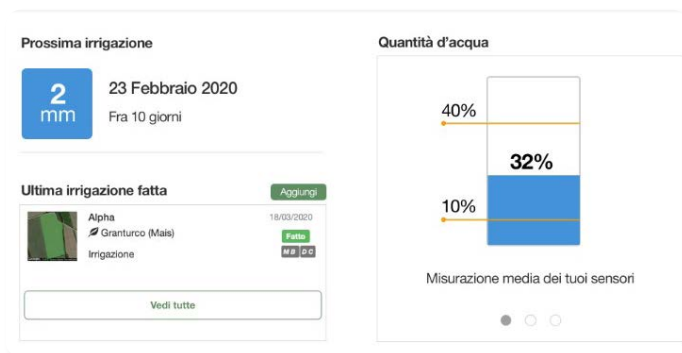 Prossima irrigazione
2
mm
23 Febbraio 2020
Fra 10 giorni
Ultima irrigazione fatta
Aggiungi
Alpha
18/03/2020
Granturco (Mais)
Fatto
Irrigazione
M B D C
Vedi tutte
Quantità d'acqua
40%
32%
10%
Misurazione media dei tuoi sensori